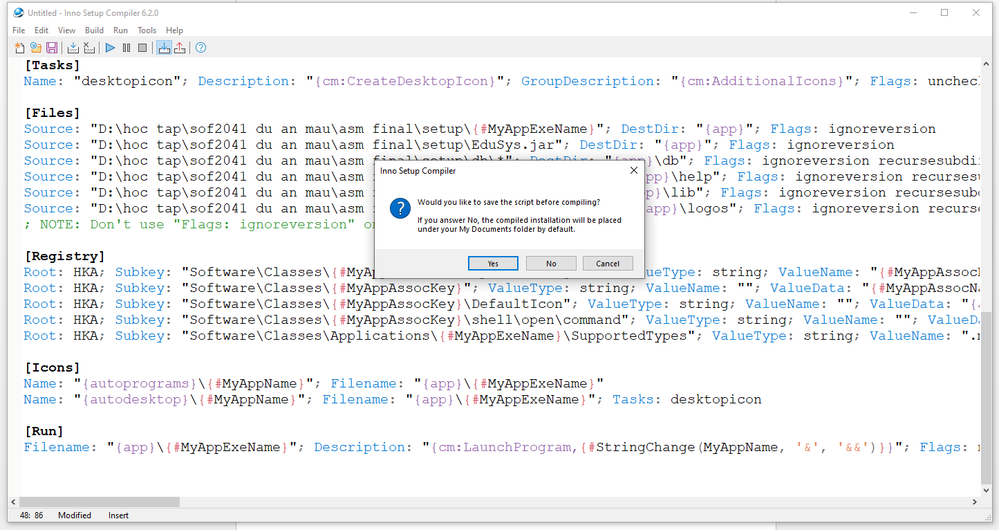 Untitled - Inno Setup Compiler 6.2.0
File Edit View Build Run Tools Help
[Tasks]
Name: "desktopicon"; Description: "{cm:CreateDesktopIcon}"; GroupDescription: "{cm:AdditionalIcons}"; Flags: unchec
[Files]
Source: "D:\hoc tap\sof2041 du an mau\asm final\setup\{#MyAppExeName}"; DestDir: "{app}"; Flags: ignoreversion
Source: "D:\hoc tap\sof2041 du an mau\asm final\setup\EduSys.jar"; DestDir: "{app}"; Flags: ignoreversion
Source: "D:\hoc tap\sof2041 du an mau\asm final\setup\db\*"; DestDir: "{app}\db"; Flags: ignoreversion recursesubdi
Source: "D:\hoc tap\sof2041 du an mau\asm pp}\help"; Flags: ignoreversion recursesu
Source: "D:\hoc tap\sof2041 du an mau\asm p}\lib"; Flags: ignoreversion recursesub
Source: "D:\hoc tap\sof2041 du an mau\asm app}\logos"; Flags: ignoreversion recurse
; NOTE: Don't use "Flags: ignoreversion" on
Inno Setup Compiler
Would you like to save the script before compiling?
If you answer No, the compiled installation will be placed
under your My Documents folder by default.
Yes No Cancel
[Registry]
Root: HKA; Subkey: "Software\Classes\{#MyAp ueType: string; ValueName: "{#MyAppAssoc
Root: HKA; Subkey: "Software\Classes\{#MyAppAssocKey}"; ValueType: string; ValueName: ""; ValueData: "{#MyAppAssocNa
Root: HKA; Subkey: "Software\Classes\{#MyAppAssocKey}\DefaultIcon"; ValueType: string; ValueName: ""; ValueData: "{a
Root: HKA; Subkey: "Software\Classes\{#MyAppAssocKey}\shell\open\command"; ValueType: string; ValueName: ""; ValueDa
Root: HKA; Subkey: "Software\Classes\Applications\{#MyAppExeName}\SupportedTypes"; ValueType: string; ValueName: ".
[Icons]
Name: "{autoprograms}\{#MyAppName}"; Filename: "{app}\{#MyAppExeName}"
Name: "{autodesktop}\{#MyAppName}"; Filename: "{app}\{#MyAppExeName}"; Tasks: desktopicon
[Run]
Filename: "{app}\{#MyAppExeName}"; Description: "{cm:LaunchProgram,{#StringChange(MyAppName, '&', '&&')}}"; Flags:
48: 86 Modified Insert